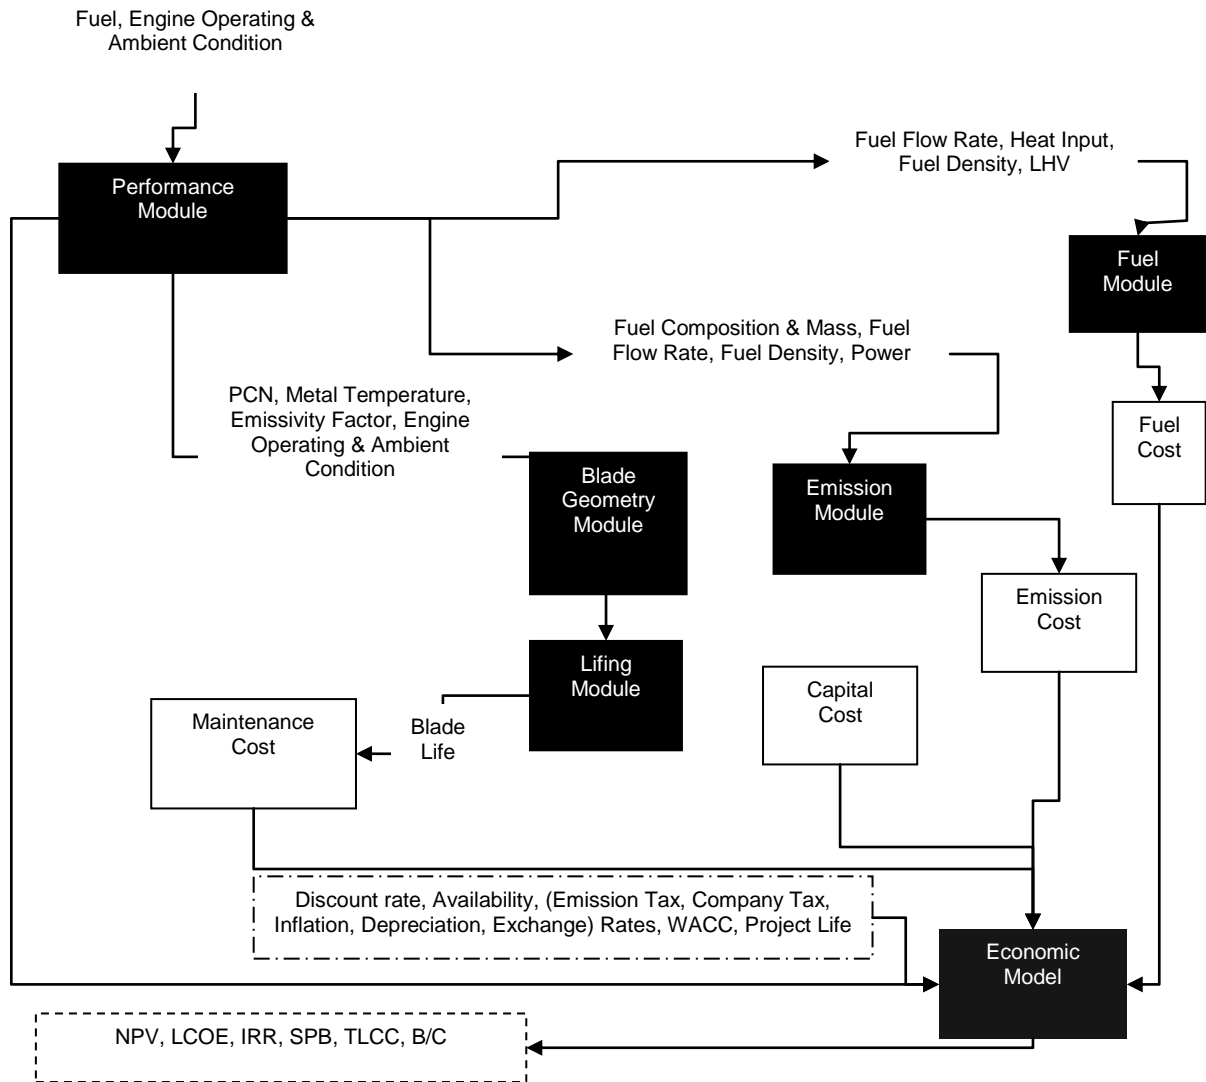 Fuel, Engine Operating &
Ambient Condition
Performance
Module
Fuel Flow Rate, Heat Input,
Fuel Density, LHV
Fuel
Module
Fuel Composition & Mass, Fuel
Flow Rate, Fuel Density, Power
PCN, Metal Temperature,
Emissivity Factor, Engine
Operating & Ambient
Condition
Blade
Geometry
Module
Emission
Module
Fuel
Cost
Emission
Cost
Lifing
Module
Capital
Cost
Maintenance
Cost
Blade
Life
Discount rate, Availability, (Emission Tax, Company Tax,
Inflation, Depreciation, Exchange) Rates, WACC, Project Life
Economic
Model
NPV, LCOE, IRR, SPB, TLCC, B/C